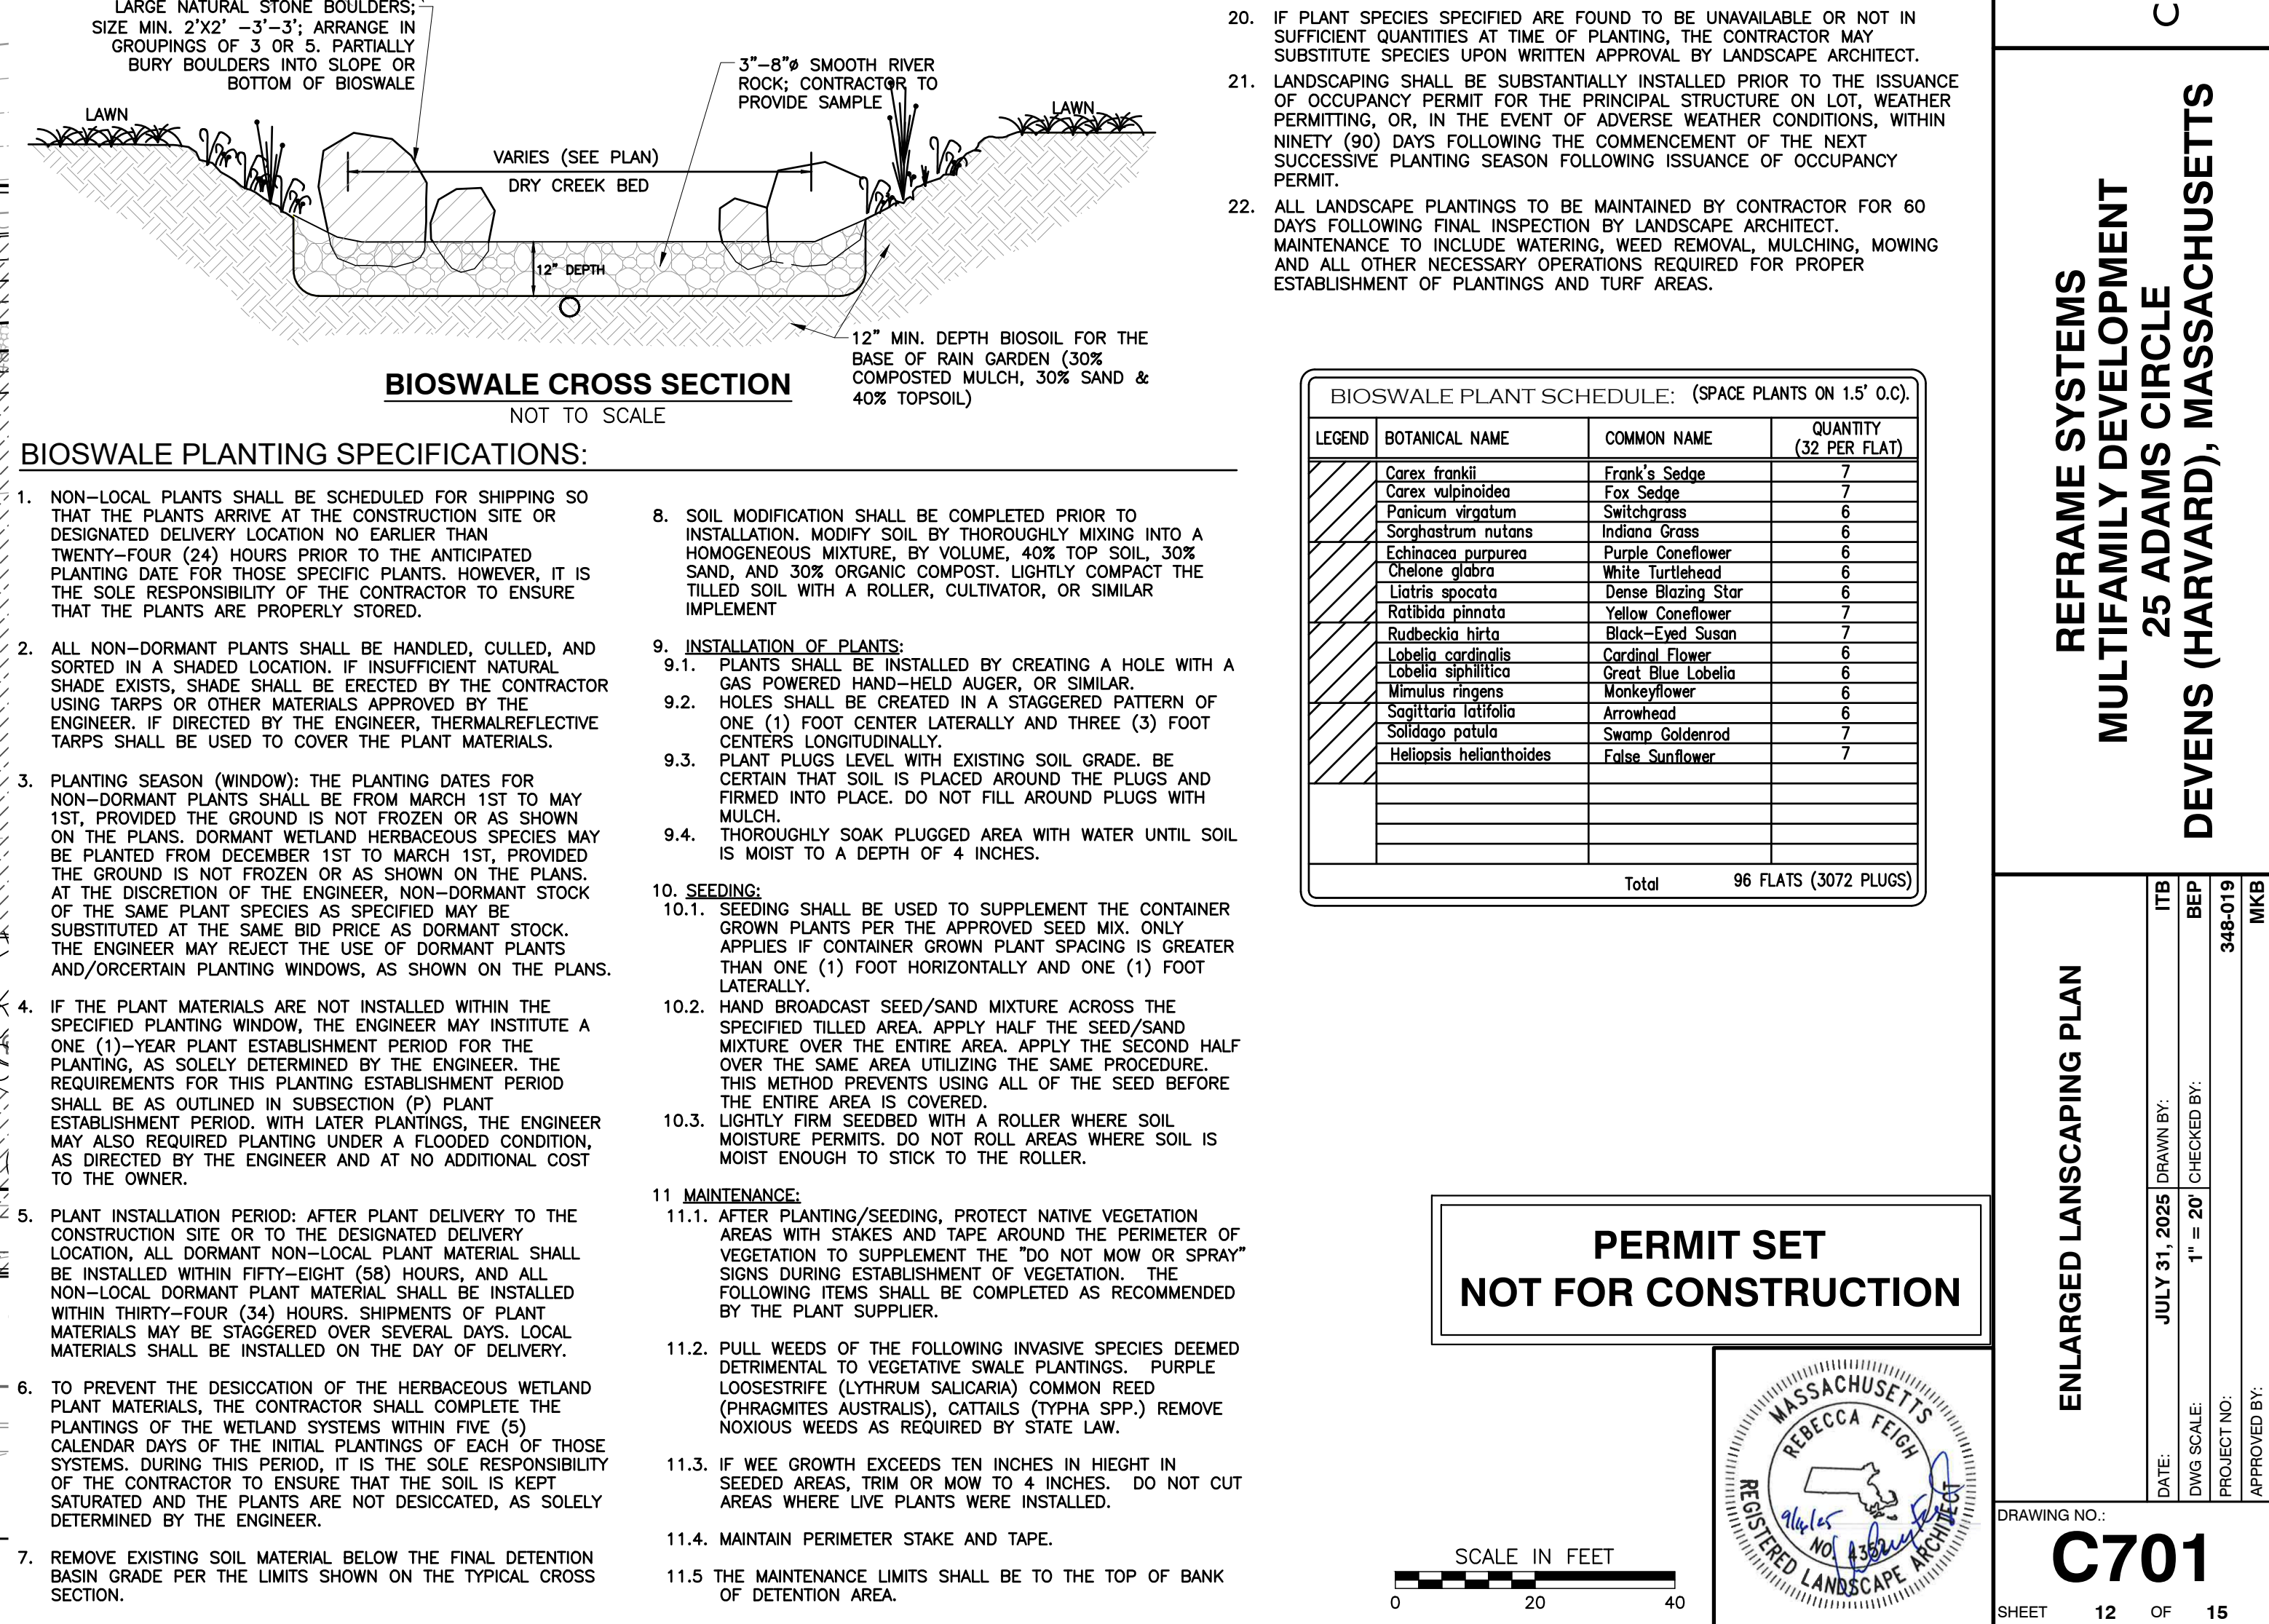 LARGE NATURAL STONE BOULDERS;
SIZE MIN. 2'X2' –3'–3'; ARRANGE IN
GROUPINGS OF 3 OR 5. PARTIALLY
BURY BOULDERS INTO SLOPE OR
BOTTOM OF BIOSWALE
3"–8"ø SMOOTH RIVER
ROCK; CONTRACTOR TO
PROVIDE SAMPLE
LAWN
LAWN
VARIES (SEE PLAN)
DRY CREEK BED
12" DEPTH
12" MIN. DEPTH BIOSOIL FOR THE
BASE OF RAIN GARDEN (30%
COMPOSTED MULCH, 30% SAND &
40% TOPSOIL)
BIOSWALE CROSS SECTION
NOT TO SCALE
BIOSWALE PLANTING SPECIFICATIONS:
1. NON–LOCAL PLANTS SHALL BE SCHEDULED FOR SHIPPING SO
THAT THE PLANTS ARRIVE AT THE CONSTRUCTION SITE OR
DESIGNATED DELIVERY LOCATION NO EARLIER THAN
TWENTY–FOUR (24) HOURS PRIOR TO THE ANTICIPATED
PLANTING DATE FOR THOSE SPECIFIC PLANTS. HOWEVER, IT IS
THE SOLE RESPONSIBILITY OF THE CONTRACTOR TO ENSURE
THAT THE PLANTS ARE PROPERLY STORED.
2. ALL NON–DORMANT PLANTS SHALL BE HANDLED, CULLED, AND
SORTED IN A SHADED LOCATION. IF INSUFFICIENT NATURAL
SHADE EXISTS, SHADE SHALL BE ERECTED BY THE CONTRACTOR
USING TARPS OR OTHER MATERIALS APPROVED BY THE
ENGINEER. IF DIRECTED BY THE ENGINEER, THERMALREFLECTIVE
TARPS SHALL BE USED TO COVER THE PLANT MATERIALS.
3. PLANTING SEASON (WINDOW): THE PLANTING DATES FOR
NON–DORMANT PLANTS SHALL BE FROM MARCH 1ST TO MAY
1ST, PROVIDED THE GROUND IS NOT FROZEN OR AS SHOWN
ON THE PLANS. DORMANT WETLAND HERBACEOUS SPECIES MAY
BE PLANTED FROM DECEMBER 1ST TO MARCH 1ST, PROVIDED
THE GROUND IS NOT FROZEN OR AS SHOWN ON THE PLANS.
AT THE DISCRETION OF THE ENGINEER, NON–DORMANT STOCK
OF THE SAME PLANT SPECIES AS SPECIFIED MAY BE
SUBSTITUTED AT THE SAME BID PRICE AS DORMANT STOCK.
THE ENGINEER MAY REJECT THE USE OF DORMANT PLANTS
AND/ORCERTAIN PLANTING WINDOWS, AS SHOWN ON THE PLANS.
4. IF THE PLANT MATERIALS ARE NOT INSTALLED WITHIN THE
SPECIFIED PLANTING WINDOW, THE ENGINEER MAY INSTITUTE A
ONE (1)–YEAR PLANT ESTABLISHMENT PERIOD FOR THE
PLANTING, AS SOLELY DETERMINED BY THE ENGINEER. THE
REQUIREMENTS FOR THIS PLANTING ESTABLISHMENT PERIOD
SHALL BE AS OUTLINED IN SUBSECTION (P) PLANT
ESTABLISHMENT PERIOD. WITH LATER PLANTINGS, THE ENGINEER
MAY ALSO REQUIRED PLANTING UNDER A FLOODED CONDITION,
AS DIRECTED BY THE ENGINEER AND AT NO ADDITIONAL COST
TO THE OWNER.
5. PLANT INSTALLATION PERIOD: AFTER PLANT DELIVERY TO THE
CONSTRUCTION SITE OR TO THE DESIGNATED DELIVERY
LOCATION, ALL DORMANT NON–LOCAL PLANT MATERIAL SHALL
BE INSTALLED WITHIN FIFTY–EIGHT (58) HOURS, AND ALL
NON–LOCAL DORMANT PLANT MATERIAL SHALL BE INSTALLED
WITHIN THIRTY–FOUR (34) HOURS. SHIPMENTS OF PLANT
MATERIALS MAY BE STAGGERED OVER SEVERAL DAYS. LOCAL
MATERIALS SHALL BE INSTALLED ON THE DAY OF DELIVERY.
6. TO PREVENT THE DESICCATION OF THE HERBACEOUS WETLAND
PLANT MATERIALS, THE CONTRACTOR SHALL COMPLETE THE
PLANTINGS OF THE WETLAND SYSTEMS WITHIN FIVE (5)
CALENDAR DAYS OF THE INITIAL PLANTINGS OF EACH OF THOSE
SYSTEMS. DURING THIS PERIOD, IT IS THE SOLE RESPONSIBILITY
OF THE CONTRACTOR TO ENSURE THAT THE SOIL IS KEPT
SATURATED AND THE PLANTS ARE NOT DESICCATED, AS SOLELY
DETERMINED BY THE ENGINEER.
7. REMOVE EXISTING SOIL MATERIAL BELOW THE FINAL DETENTION
BASIN GRADE PER THE LIMITS SHOWN ON THE TYPICAL CROSS
SECTION.
8. SOIL MODIFICATION SHALL BE COMPLETED PRIOR TO
INSTALLATION. MODIFY SOIL BY THOROUGHLY MIXING INTO A
HOMOGENEOUS MIXTURE, BY VOLUME, 40% TOP SOIL, 30%
SAND, AND 30% ORGANIC COMPOST. LIGHTLY COMPACT THE
TILLED SOIL WITH A ROLLER, CULTIVATOR, OR SIMILAR
IMPLEMENT
9. INSTALLATION OF PLANTS:
9.1. PLANTS SHALL BE INSTALLED BY CREATING A HOLE WITH A
GAS POWERED HAND–HELD AUGER, OR SIMILAR.
9.2. HOLES SHALL BE CREATED IN A STAGGERED PATTERN OF
ONE (1) FOOT CENTER LATERALLY AND THREE (3) FOOT
CENTERS LONGITUDINALLY.
9.3. PLANT PLUGS LEVEL WITH EXISTING SOIL GRADE. BE
CERTAIN THAT SOIL IS PLACED AROUND THE PLUGS AND
FIRMED INTO PLACE. DO NOT FILL AROUND PLUGS WITH
MULCH.
9.4. THOROUGHLY SOAK PLUGGED AREA WITH WATER UNTIL SOIL
IS MOIST TO A DEPTH OF 4 INCHES.
10. SEEDING:
10.1. SEEDING SHALL BE USED TO SUPPLEMENT THE CONTAINER
GROWN PLANTS PER THE APPROVED SEED MIX. ONLY
APPLIES IF CONTAINER GROWN PLANT SPACING IS GREATER
THAN ONE (1) FOOT HORIZONTALLY AND ONE (1) FOOT
LATERALLY.
10.2. HAND BROADCAST SEED/SAND MIXTURE ACROSS THE
SPECIFIED TILLED AREA. APPLY HALF THE SEED/SAND
MIXTURE OVER THE ENTIRE AREA. APPLY THE SECOND HALF
OVER THE SAME AREA UTILIZING THE SAME PROCEDURE.
THIS METHOD PREVENTS USING ALL OF THE SEED BEFORE
THE ENTIRE AREA IS COVERED.
10.3. LIGHTLY FIRM SEEDBED WITH A ROLLER WHERE SOIL
MOISTURE PERMITS. DO NOT ROLL AREAS WHERE SOIL IS
MOIST ENOUGH TO STICK TO THE ROLLER.
11 MAINTENANCE:
11.1. AFTER PLANTING/SEEDING, PROTECT NATIVE VEGETATION
AREAS WITH STAKES AND TAPE AROUND THE PERIMETER OF
VEGETATION TO SUPPLEMENT THE "DO NOT MOW OR SPRAY"
SIGNS DURING ESTABLISHMENT OF VEGETATION. THE
FOLLOWING ITEMS SHALL BE COMPLETED AS RECOMMENDED
BY THE PLANT SUPPLIER.
11.2. PULL WEEDS OF THE FOLLOWING INVASIVE SPECIES DEEMED
DETRIMENTAL TO VEGETATIVE SWALE PLANTINGS. PURPLE
LOOSESTRIFE (LYTHRUM SALICARIA) COMMON REED
(PHRAGMITES AUSTRALIS), CATTAILS (TYPHA SPP.) REMOVE
NOXIOUS WEEDS AS REQUIRED BY STATE LAW.
11.3. IF WEE GROWTH EXCEEDS TEN INCHES IN HIEGHT IN
SEEDED AREAS, TRIM OR MOW TO 4 INCHES. DO NOT CUT
AREAS WHERE LIVE PLANTS WERE INSTALLED.
11.4. MAINTAIN PERIMETER STAKE AND TAPE.
11.5 THE MAINTENANCE LIMITS SHALL BE TO THE TOP OF BANK
OF DETENTION AREA.
20. IF PLANT SPECIES SPECIFIED ARE FOUND TO BE UNAVAILABLE OR NOT IN
SUFFICIENT QUANTITIES AT TIME OF PLANTING, THE CONTRACTOR MAY
SUBSTITUTE SPECIES UPON WRITTEN APPROVAL BY LANDSCAPE ARCHITECT.
21. LANDSCAPING SHALL BE SUBSTANTIALLY INSTALLED PRIOR TO THE ISSUANCE
OF OCCUPANCY PERMIT FOR THE PRINCIPAL STRUCTURE ON LOT, WEATHER
PERMITTING, OR, IN THE EVENT OF ADVERSE WEATHER CONDITIONS, WITHIN
NINETY (90) DAYS FOLLOWING THE COMMENCEMENT OF THE NEXT
SUCCESSIVE PLANTING SEASON FOLLOWING ISSUANCE OF OCCUPANCY
PERMIT.
22. ALL LANDSCAPE PLANTINGS TO BE MAINTAINED BY CONTRACTOR FOR 60
DAYS FOLLOWING FINAL INSPECTION BY LANDSCAPE ARCHITECT.
MAINTENANCE TO INCLUDE WATERING, WEED REMOVAL, MULCHING, MOWING
AND ALL OTHER NECESSARY OPERATIONS REQUIRED FOR PROPER
ESTABLISHMENT OF PLANTINGS AND TURF AREAS.
BIOSWALE PLANT SCHEDULE: (SPACE PLANTS ON 1.5' O.C).
LEGEND BOTANICAL NAME COMMON NAME QUANTITY
(32 PER FLAT)
Carex frankii Frank's Sedge 7
Carex vulpinoidea Fox Sedge 7
Panicum virgatum Switchgrass 6
Sorghastrum nutans Indiana Grass 6
Echinacea purpurea Purple Coneflower 6
Chelone glabra White Turtlehead 6
Liatris spocata Dense Blazing Star 6
Ratibida pinnata Yellow Coneflower 7
Rudbeckia hirta Black–Eyed Susan 7
Lobelia cardinalis Cardinal Flower 6
Lobelia siphilitica Great Blue Lobelia 6
Mimulus ringens Monkeyflower 6
Sagittaria latifolia Arrowhead 6
Solidago patula Swamp Goldenrod 7
Heliopsis helianthoides False Sunflower 7
Total 96 FLATS (3072 PLUGS)
PERMIT SET
NOT FOR CONSTRUCTION
MASSACHUSETTS
REBECCA FEIGH
REGISTERED LANDSCAPE ARCHITECT
SCALE IN FEET
0 20 40
C
REFRAME SYSTEMS
MULTIFAMILY DEVELOPMENT
25 ADAMS CIRCLE
DEVENS (HARVARD), MASSACHUSETTS
ENLARGED LANSCAPING PLAN
DATE: JULY 31, 2025 DRAWN BY: ITB
DWG SCALE: 1" = 20' CHECKED BY: BEP
PROJECT NO: 348-019
APPROVED BY: MKB
DRAWING NO.:
C701
SHEET 12 OF 15